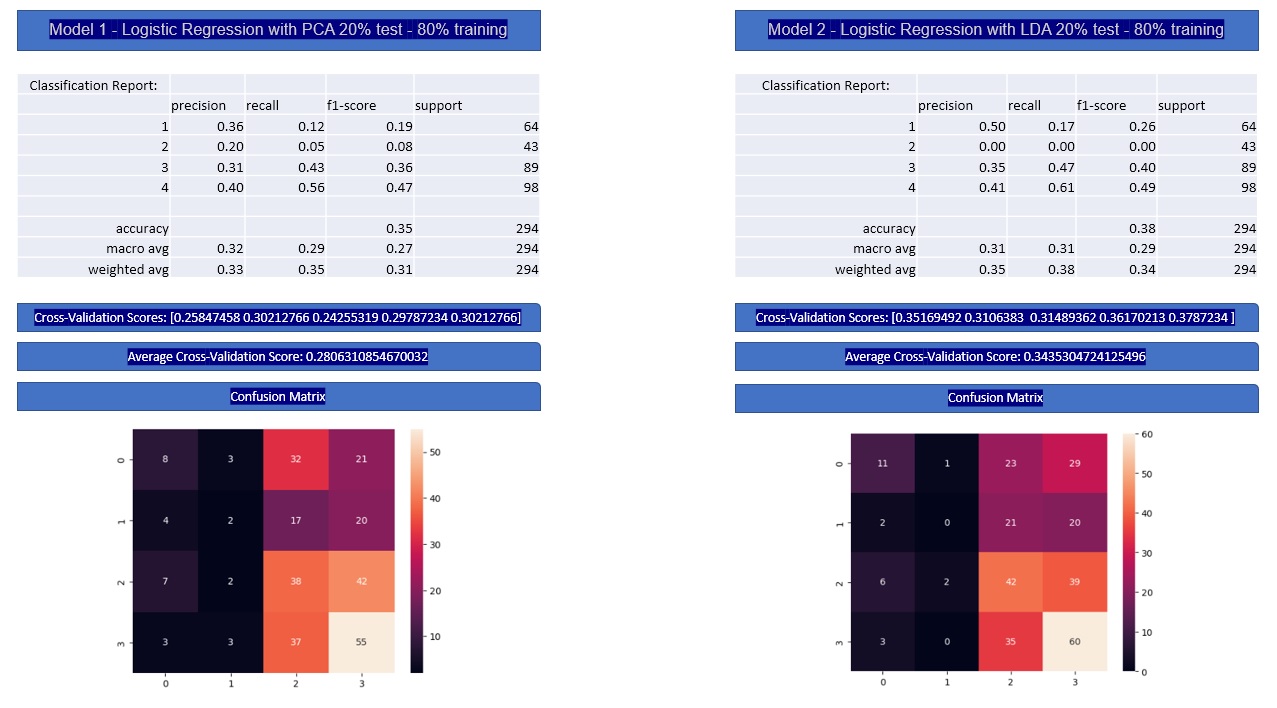 Model 1 - Logistic Regression with PCA 20% test - 80% training
Classification Report:
precision recall f1-score support
1 0.36 0.12 0.19 64
2 0.20 0.05 0.08 43
3 0.31 0.43 0.36 89
4 0.40 0.56 0.47 98
accuracy 0.35 294
macro avg 0.32 0.29 0.27 294
weighted avg 0.33 0.35 0.31 294
Cross-Validation Scores: [0.25847458 0.30212766 0.24255319 0.29787234 0.30212766]
Average Cross-Validation Score: 0.2806310854670032
Confusion Matrix
0 8 3 32 21
1 4 2 17 20
2 7 2 38 42
3 3 3 37 55
0 1 2 3
50
40
30
20
10
Model 2 - Logistic Regression with LDA 20% test - 80% training
Classification Report:
precision recall f1-score support
1 0.50 0.17 0.26 64
2 0.00 0.00 0.00 43
3 0.35 0.47 0.40 89
4 0.41 0.61 0.49 98
accuracy 0.38 294
macro avg 0.31 0.31 0.29 294
weighted avg 0.35 0.38 0.34 294
Cross-Validation Scores: [0.35169492 0.3106383  0.31489362 0.36170213 0.3787234 ]
Average Cross-Validation Score: 0.3435304724125496
Confusion Matrix
0 11 1 23 29
1 2 0 21 20
2 6 2 42 39
3 3 0 35 60
0 1 2 3
60
50
40
30
20
10
0